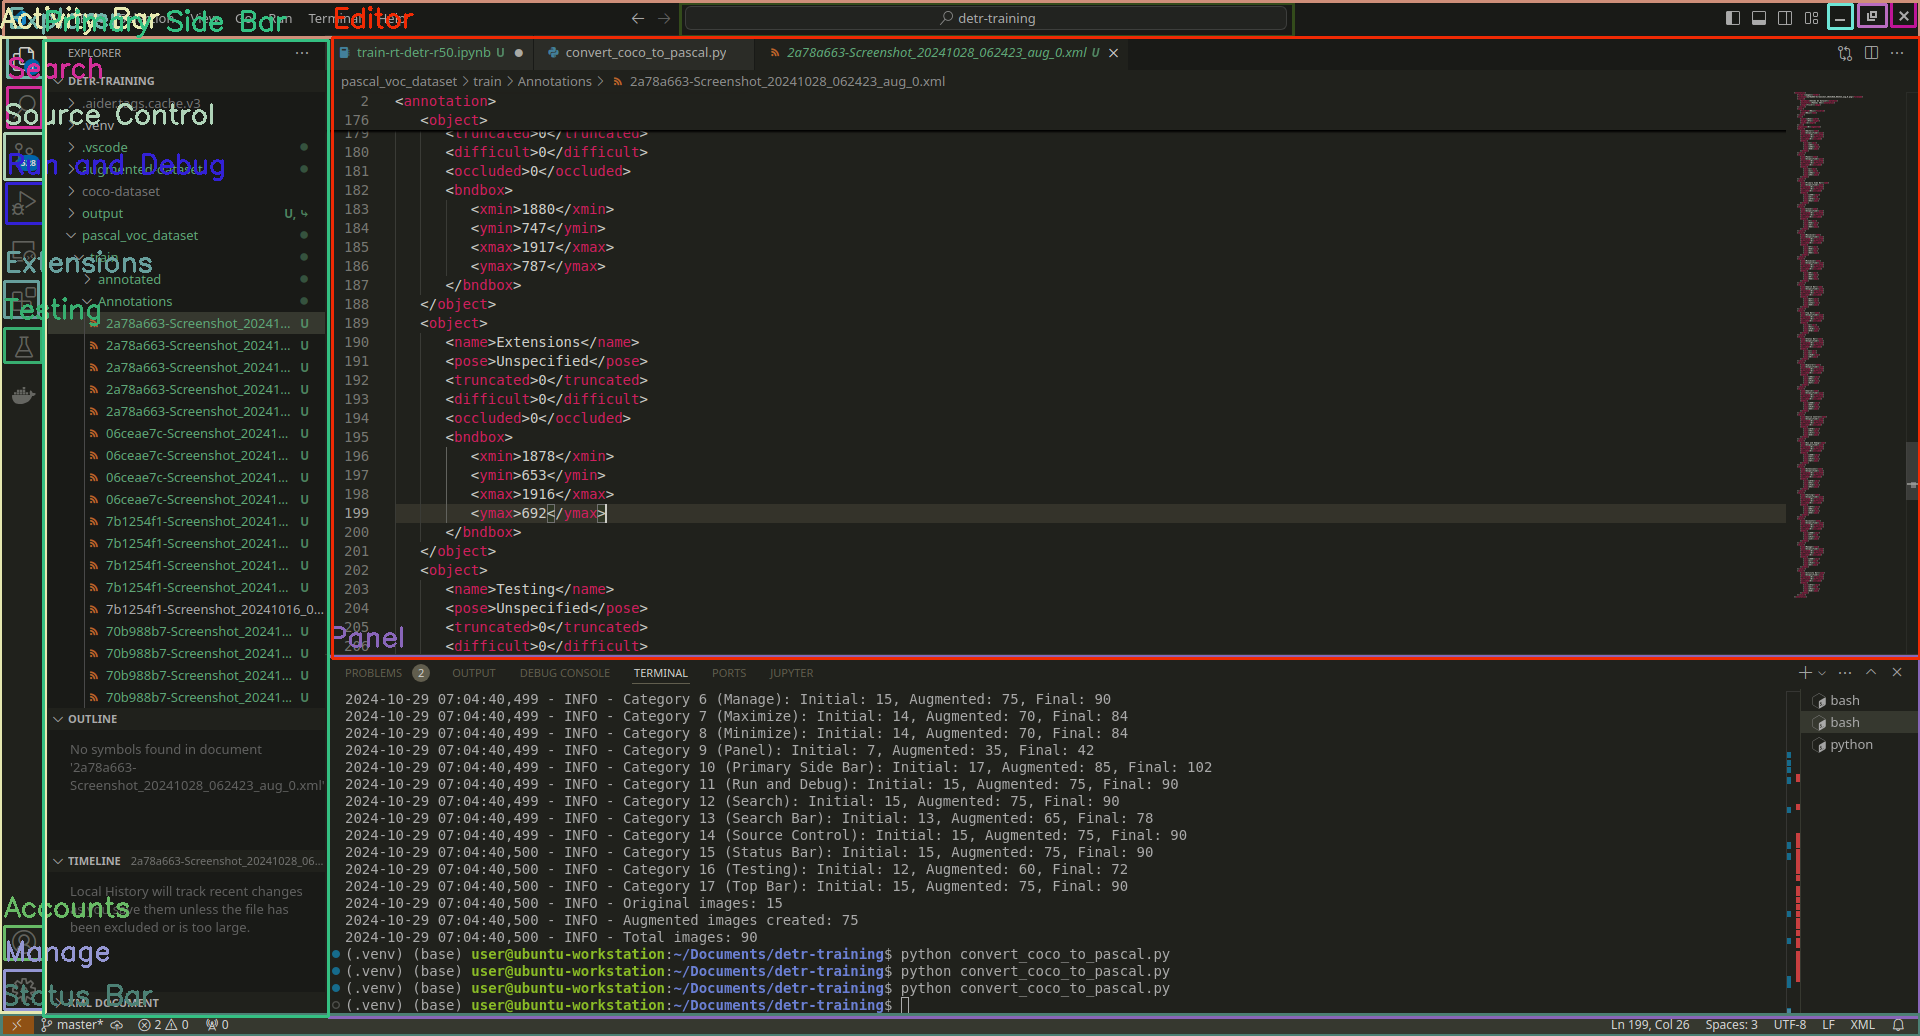 Activity Bar
Primary Side Bar
Terminal
Editor
detr-training
EXPLORER
train-rt-detr-r50.ipynb U
convert_coco_to_pascal.py
2a78a663-Screenshot_20241028_062423_aug_0.xml U
Search
DETR-TRAINING
pascal_voc_dataset > train > Annotations > 2a78a663-Screenshot_20241028_062423_aug_0.xml
.aider.tags.cache.v3
Source Control
.venv
.vscode
Run and Debug
augmented-dataset
coco-dataset
output U,
pascal_voc_dataset
train
Extensions
annotated
Annotations
Testing
2a78a663-Screenshot_20241... U
2a78a663-Screenshot_20241... U
2a78a663-Screenshot_20241... U
2a78a663-Screenshot_20241... U
2a78a663-Screenshot_20241... U
06ceae7c-Screenshot_20241... U
06ceae7c-Screenshot_20241... U
06ceae7c-Screenshot_20241... U
06ceae7c-Screenshot_20241... U
7b1254f1-Screenshot_20241... U
7b1254f1-Screenshot_20241... U
7b1254f1-Screenshot_20241... U
7b1254f1-Screenshot_20241... U
7b1254f1-Screenshot_20241016_0...
70b988b7-Screenshot_20241... U
70b988b7-Screenshot_20241... U
70b988b7-Screenshot_20241... U
70b988b7-Screenshot_20241... U
OUTLINE
No symbols found in document
'2a78a663-
Screenshot_20241028_062423_aug_0.xml'
TIMELINE 2a78a663-Screenshot_20241028_06...
Local History will track recent changes
as you save them unless the file has
been excluded or is too large.
Accounts
Manage
Status Bar
XML DOCUMENT
2 <annotation>
176 <object>
179 <truncated>0</truncated>
180 <difficult>0</difficult>
181 <occluded>0</occluded>
182 <bndbox>
183 <xmin>1880</xmin>
184 <ymin>747</ymin>
185 <xmax>1917</xmax>
186 <ymax>787</ymax>
187 </bndbox>
188 </object>
189 <object>
190 <name>Extensions</name>
191 <pose>Unspecified</pose>
192 <truncated>0</truncated>
193 <difficult>0</difficult>
194 <occluded>0</occluded>
195 <bndbox>
196 <xmin>1878</xmin>
197 <ymin>653</ymin>
198 <xmax>1916</xmax>
199 <ymax>692</ymax>
200 </bndbox>
201 </object>
202 <object>
203 <name>Testing</name>
204 <pose>Unspecified</pose>
205 <truncated>0</truncated>
206 <difficult>0</difficult>
Panel
PROBLEMS 2 OUTPUT DEBUG CONSOLE TERMINAL PORTS JUPYTER
2024-10-29 07:04:40,499 - INFO - Category 6 (Manage): Initial: 15, Augmented: 75, Final: 90
2024-10-29 07:04:40,499 - INFO - Category 7 (Maximize): Initial: 14, Augmented: 70, Final: 84
2024-10-29 07:04:40,499 - INFO - Category 8 (Minimize): Initial: 14, Augmented: 70, Final: 84
2024-10-29 07:04:40,499 - INFO - Category 9 (Panel): Initial: 7, Augmented: 35, Final: 42
2024-10-29 07:04:40,499 - INFO - Category 10 (Primary Side Bar): Initial: 17, Augmented: 85, Final: 102
2024-10-29 07:04:40,499 - INFO - Category 11 (Run and Debug): Initial: 15, Augmented: 75, Final: 90
2024-10-29 07:04:40,499 - INFO - Category 12 (Search): Initial: 15, Augmented: 75, Final: 90
2024-10-29 07:04:40,499 - INFO - Category 13 (Search Bar): Initial: 13, Augmented: 65, Final: 78
2024-10-29 07:04:40,499 - INFO - Category 14 (Source Control): Initial: 15, Augmented: 75, Final: 90
2024-10-29 07:04:40,500 - INFO - Category 15 (Status Bar): Initial: 15, Augmented: 75, Final: 90
2024-10-29 07:04:40,500 - INFO - Category 16 (Testing): Initial: 12, Augmented: 60, Final: 72
2024-10-29 07:04:40,500 - INFO - Category 17 (Top Bar): Initial: 15, Augmented: 75, Final: 90
2024-10-29 07:04:40,500 - INFO - Original images: 15
2024-10-29 07:04:40,500 - INFO - Augmented images created: 75
2024-10-29 07:04:40,500 - INFO - Total images: 90
(.venv) (base) user@ubuntu-workstation:~/Documents/detr-training$ python convert_coco_to_pascal.py
(.venv) (base) user@ubuntu-workstation:~/Documents/detr-training$ python convert_coco_to_pascal.py
(.venv) (base) user@ubuntu-workstation:~/Documents/detr-training$ python convert_coco_to_pascal.py
(.venv) (base) user@ubuntu-workstation:~/Documents/detr-training$
bash
bash
python
master* 2 0 0
Ln 199, Col 26 Spaces: 3 UTF-8 LF XML